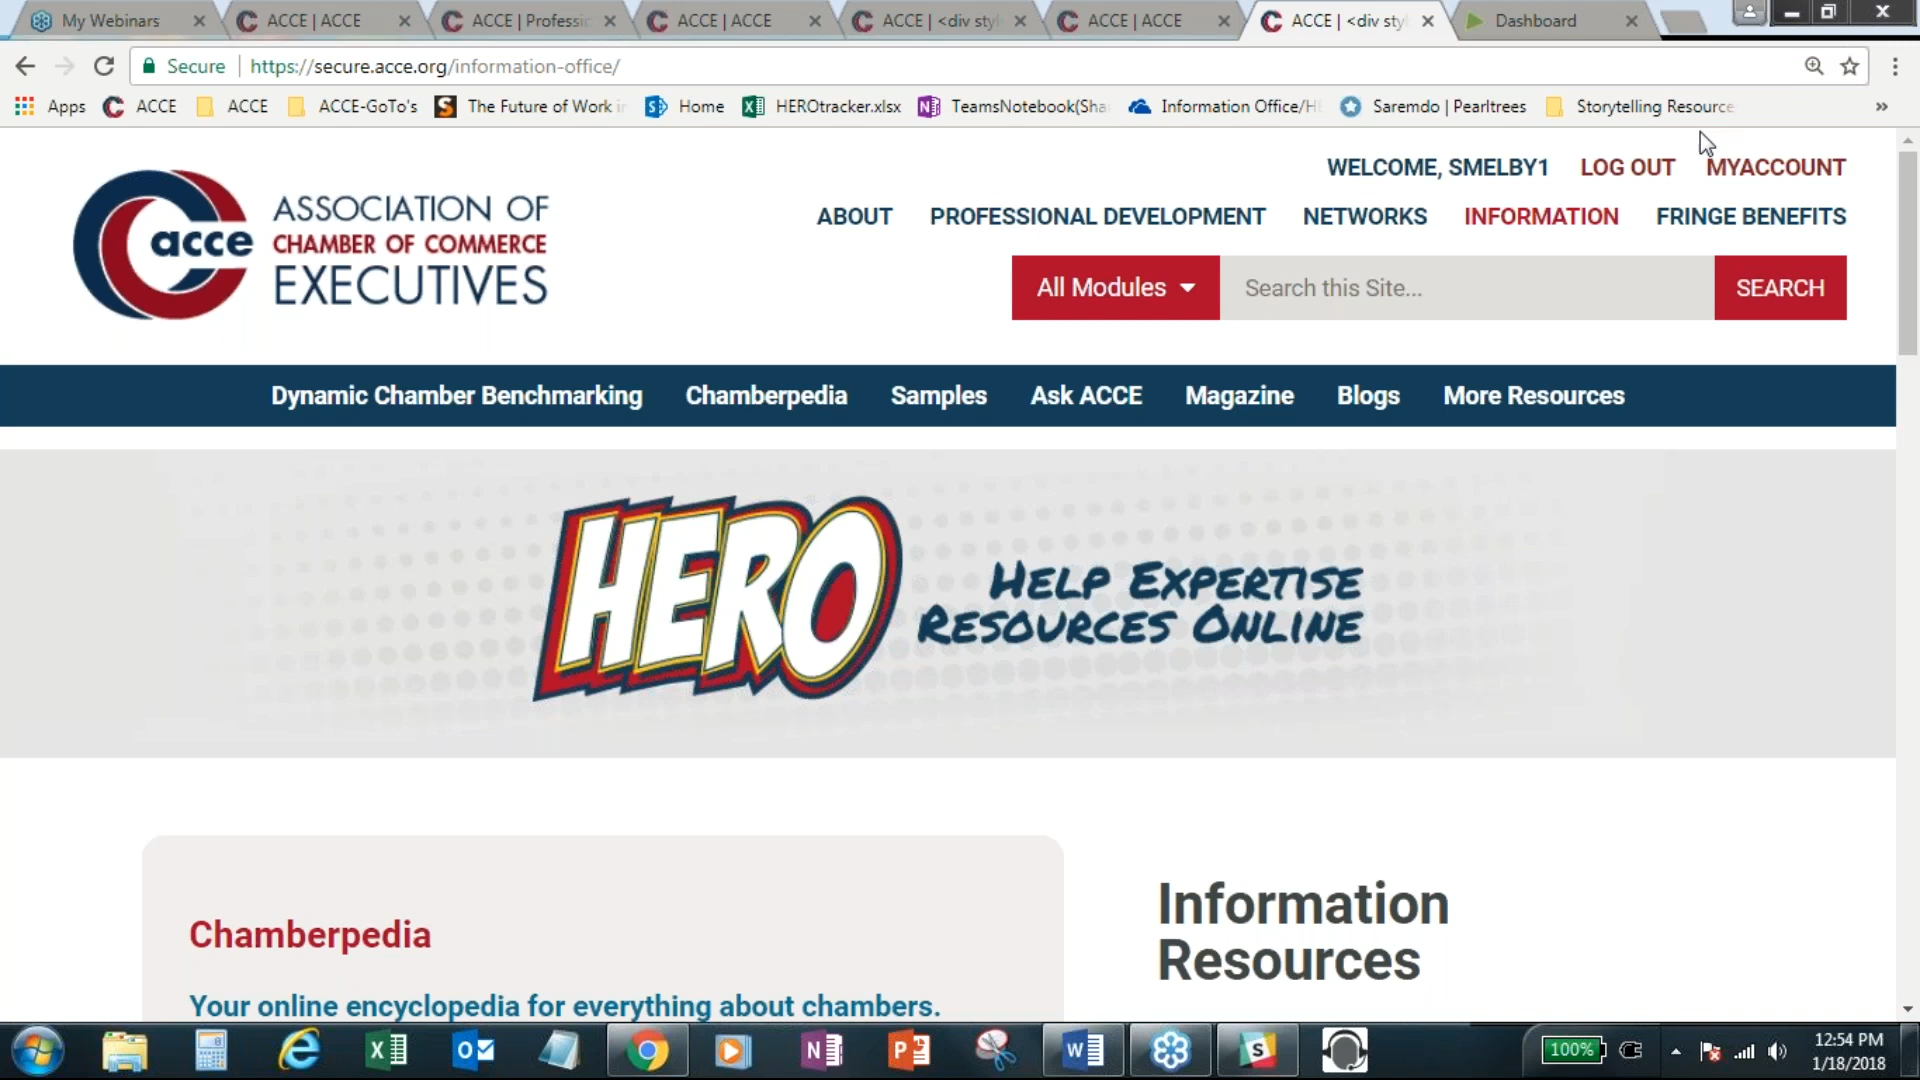 My Webinars
ACCE | ACCE
ACCE | Professi
ACCE | ACCE
ACCE | <div sty
ACCE | ACCE
ACCE | <div sty
Dashboard
Secure
https://secure.acce.org/information-office/
Apps
ACCE
ACCE
ACCE-GoTo's
The Future of Work i
Home
HEROtracker.xlsx
TeamsNotebook(Sha
Information Office/H
Saremdo | Pearltrees
Storytelling Resource
»
WELCOME, SMELBY1
LOG OUT
MYACCOUNT
acce
ASSOCIATION OF
CHAMBER OF COMMERCE
EXECUTIVES
ABOUT
PROFESSIONAL DEVELOPMENT
NETWORKS
INFORMATION
FRINGE BENEFITS
All Modules
Search this Site...
SEARCH
Dynamic Chamber Benchmarking
Chamberpedia
Samples
Ask ACCE
Magazine
Blogs
More Resources
HERO
HELP EXPERTISE
RESOURCES ONLINE
Chamberpedia
Your online encyclopedia for everything about chambers.
Information
Resources
100%
12:54 PM
1/18/2018